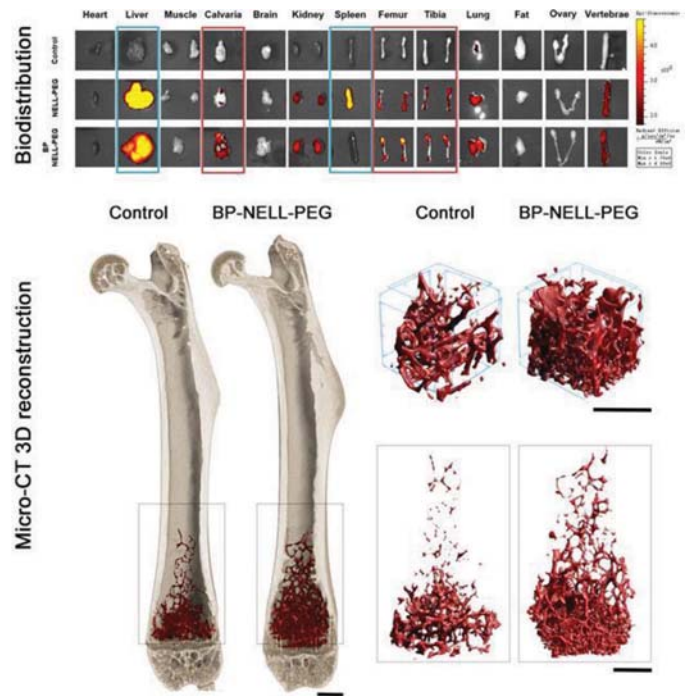 Heart Liver Muscle Calvaria Brain Kidney Spleen Femur Tibia Lung Fat Ovary Vertebrae
Biodistribution
Control
NELL-PEG
BP
NELL-PEG
Control BP-NELL-PEG Control BP-NELL-PEG
Micro-CT 3D reconstruction